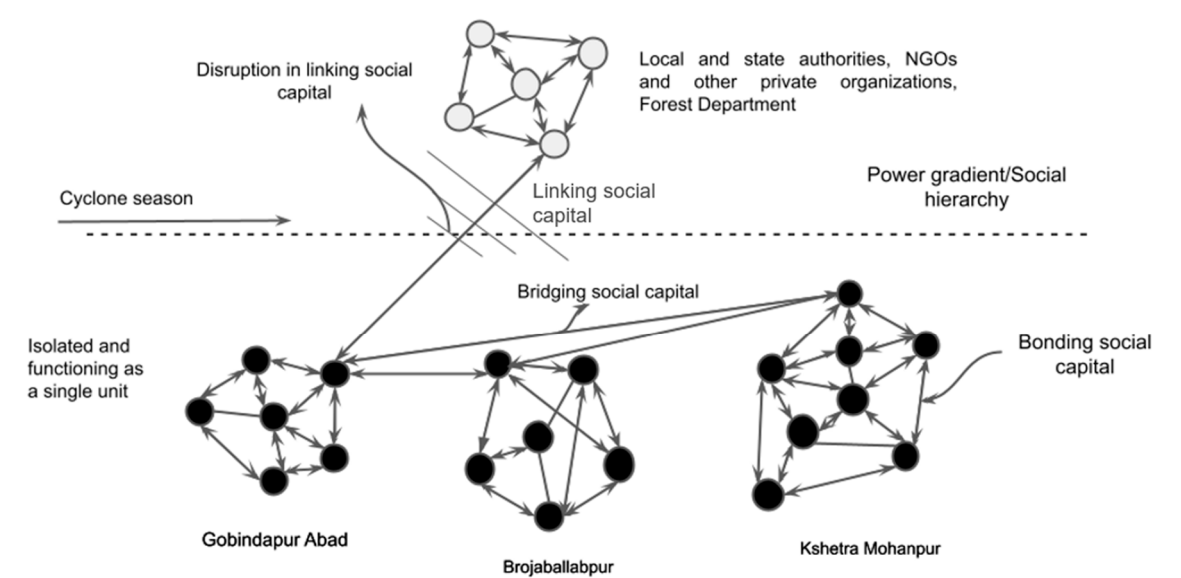 Disruption in linking social
capital
Local and state authorities, NGOs
and other private organizations,
Forest Department
Cyclone season
Linking social
capital
Power gradient/Social
hierarchy
Bridging social capital
Isolated and
functioning as
a single unit
Bonding social
capital
Gobindapur Abad
Brojaballabpur
Kshetra Mohanpur